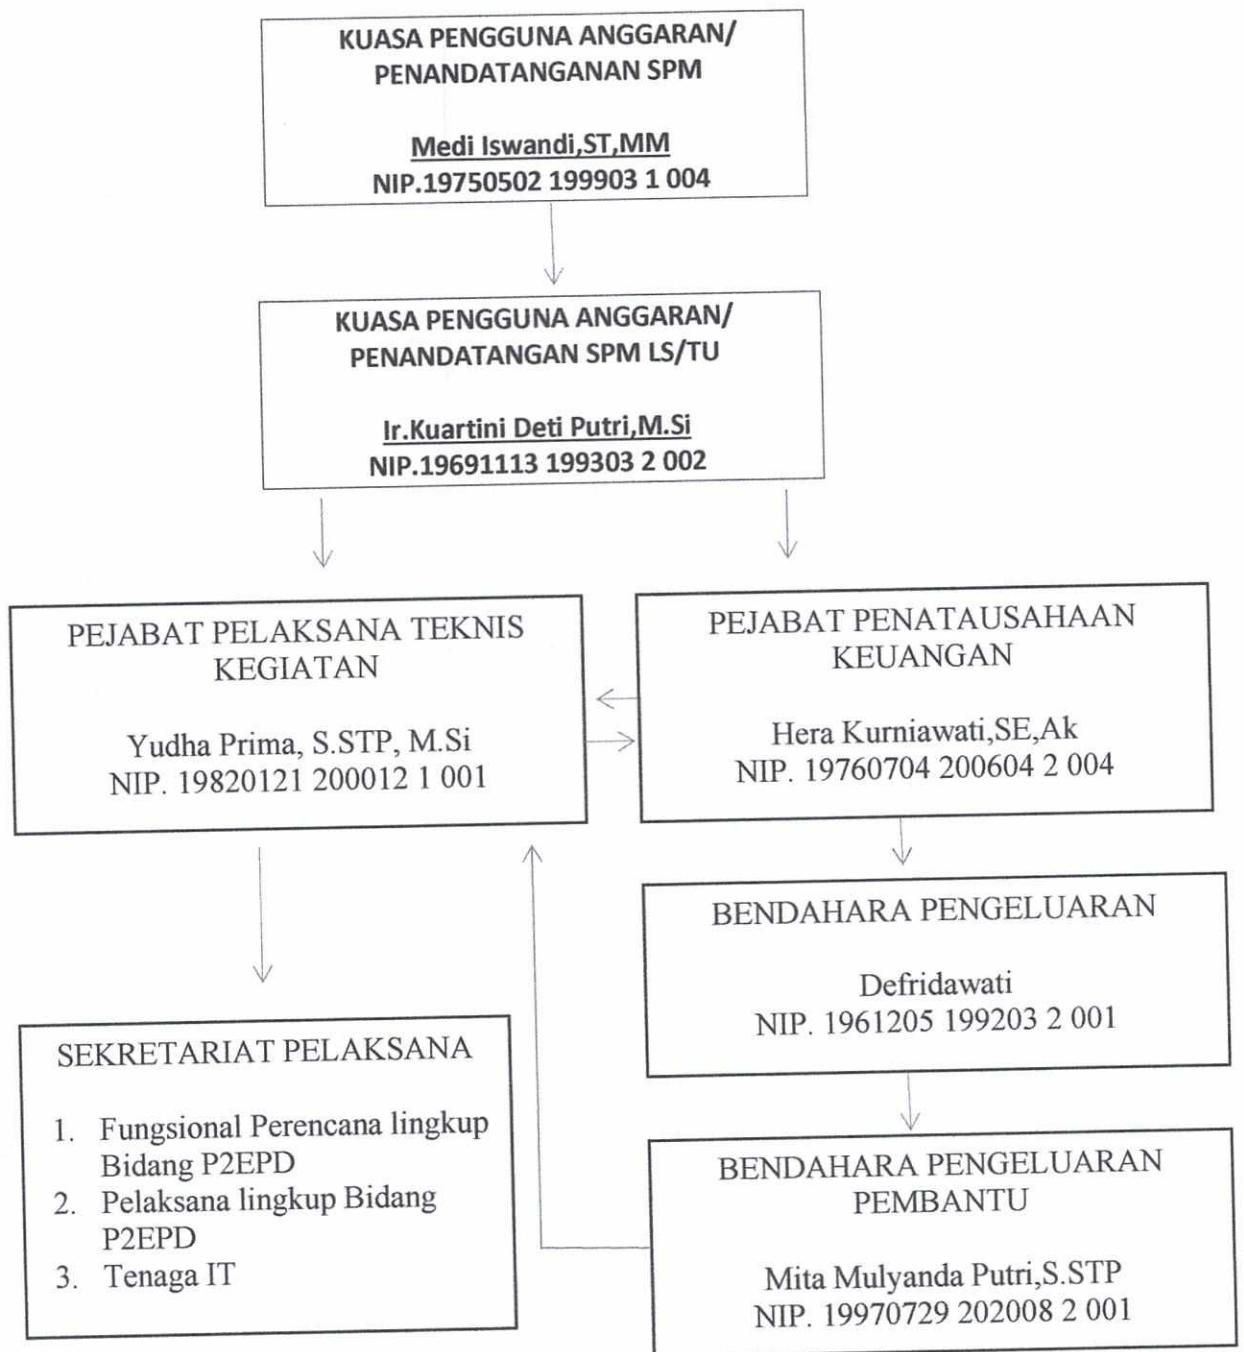 KUASA PENGGUNA ANGGARAN/
PENANDATANGANAN SPM
Medi Iswandi,ST,MM
NIP.19750502 199903 1 004
KUASA PENGGUNA ANGGARAN/
PENANDATANGAN SPM LS/TU
Ir.Kuartini Deti Putri,M.Si
NIP.19691113 199303 2 002
PEJABAT PELAKSANA TEKNIS
KEGIATAN
Yudha Prima, S.STP, M.Si
NIP. 19820121 200012 1 001
PEJABAT PENATAUSAHAAN
KEUANGAN
Hera Kurniawati,SE,Ak
NIP. 19760704 200604 2 004
BENDAHARA PENGELUARAN
Defridawati
NIP. 1961205 199203 2 001
SEKRETARIAT PELAKSANA
1. Fungsional Perencana lingkup
Bidang P2EPD
2. Pelaksana lingkup Bidang
P2EPD
3. Tenaga IT
BENDAHARA PENGELUARAN
PEMBANTU
Mita Mulyanda Putri,S.STP
NIP. 19970729 202008 2 001